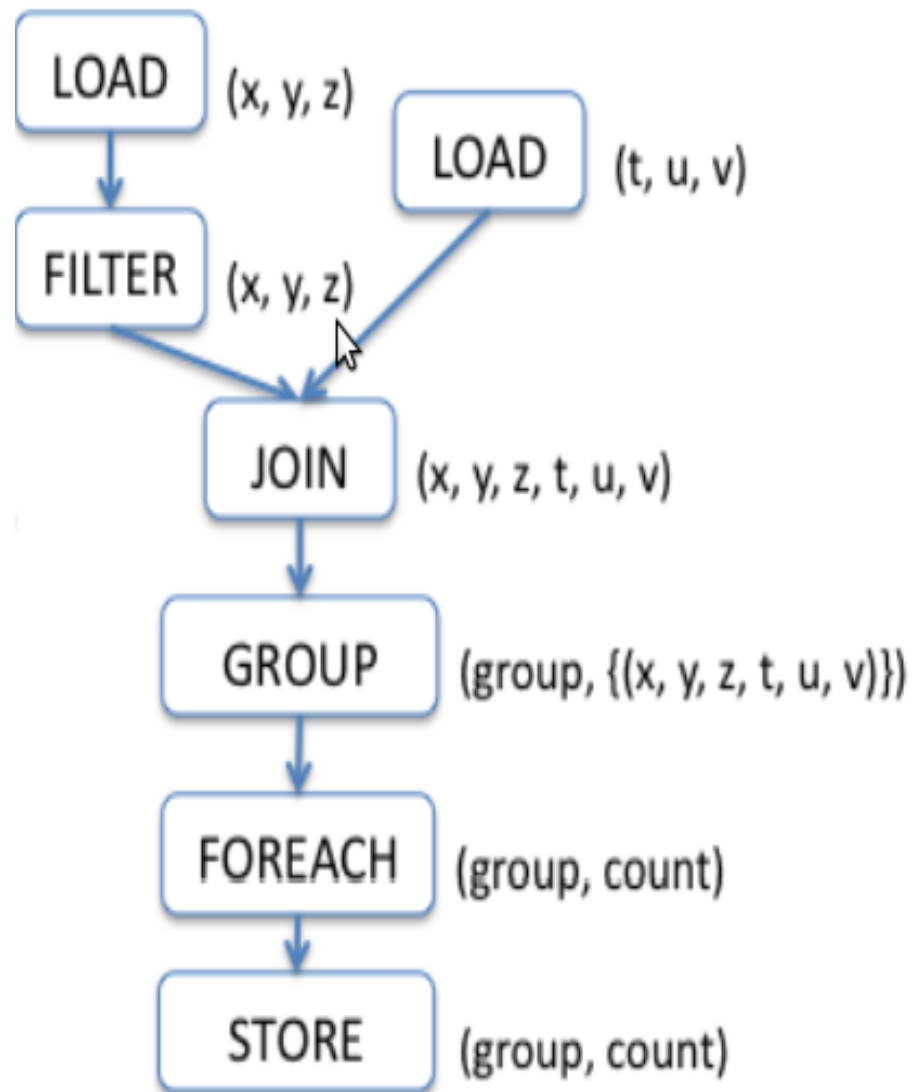 LOAD (x, y, z)
LOAD (t, u, v)
FILTER (x, y, z)
JOIN (x, y, z, t, u, v)
GROUP (group, {(x, y, z, t, u, v)})
FOREACH (group, count)
STORE (group, count)